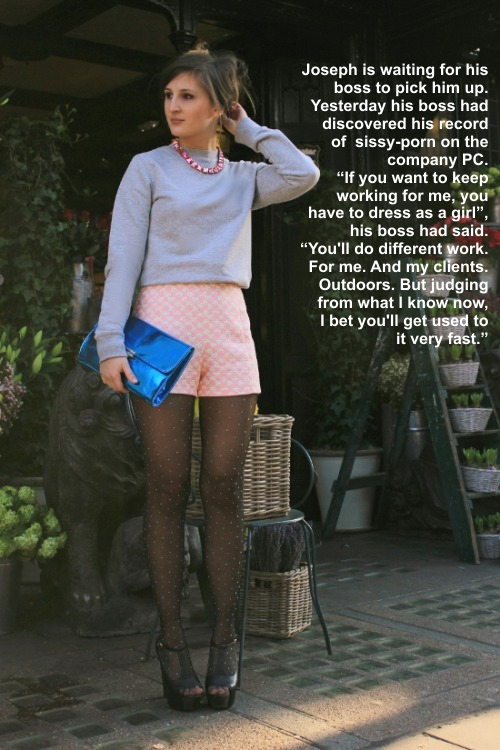 Joseph is waiting for his
boss to pick him up.
Yesterday his boss had
discovered his record
of  sissy-porn on the
company PC.
“If you want to keep
working for me, you
have to dress as a girl”,
his boss had said.
“You'll do different work.
For me. And my clients.
Outdoors. But judging
from what I know now,
I bet you'll get used to
it very fast.”